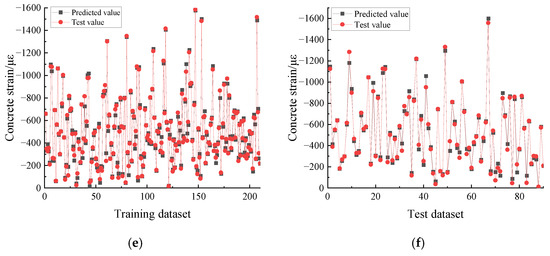 -1600
-1400
-1200
-1000
-800
-600
-400
-200
0
Concrete strain/με
Predicted value
Test value
0 50 100 150 200
Training dataset
(e)
-1600
-1400
-1200
-1000
-800
-600
-400
-200
0
Concrete strain/με
Predicted value
Test value
0 20 40 60 80
Test dataset
(f)